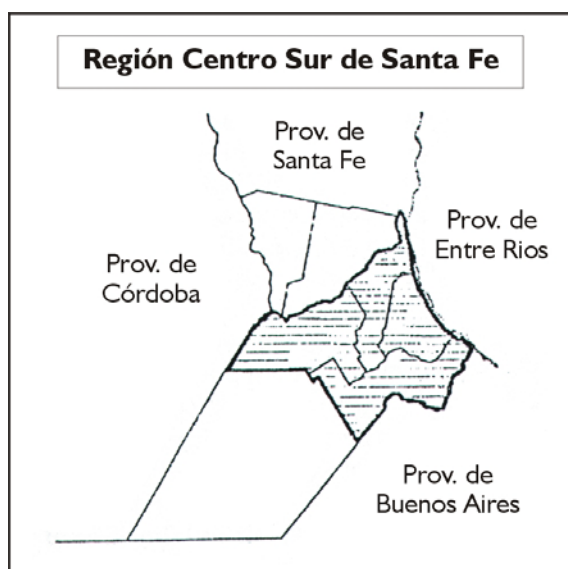 Región Centro Sur de Santa Fe
Prov. de
Santa Fe
Prov. de
Entre Rios
Prov. de
Córdoba
Prov. de
Buenos Aires